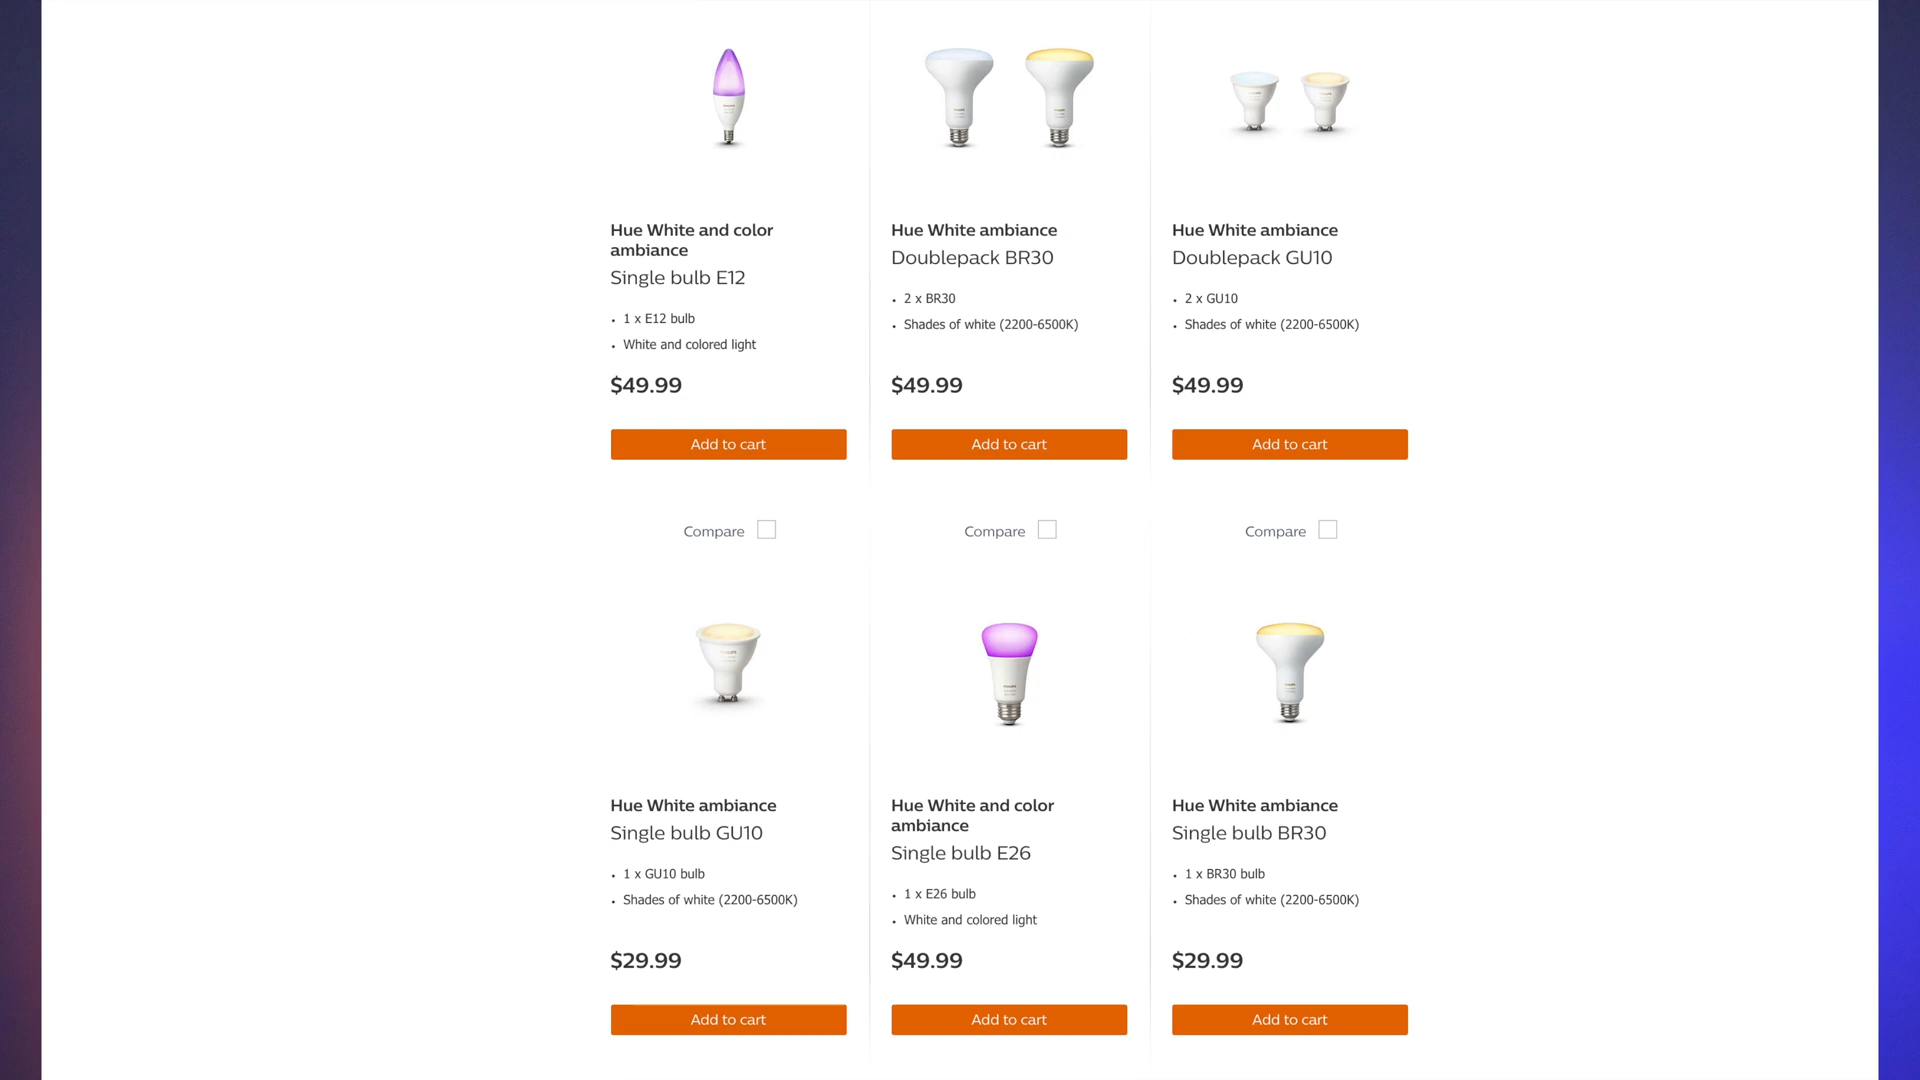 Hue White and color
ambiance
Single bulb E12
• 1 x E12 bulb
• White and colored light
$49.99
Add to cart
Hue White ambiance
Doublepack BR30
• 2 x BR30
• Shades of white (2200-6500K)
$49.99
Add to cart
Hue White ambiance
Doublepack GU10
• 2 x GU10
• Shades of white (2200-6500K)
$49.99
Add to cart
Compare
Compare
Compare
Hue White ambiance
Single bulb GU10
• 1 x GU10 bulb
• Shades of white (2200-6500K)
$29.99
Add to cart
Hue White and color
ambiance
Single bulb E26
• 1 x E26 bulb
• White and colored light
$49.99
Add to cart
Hue White ambiance
Single bulb BR30
• 1 x BR30 bulb
• Shades of white (2200-6500K)
$29.99
Add to cart